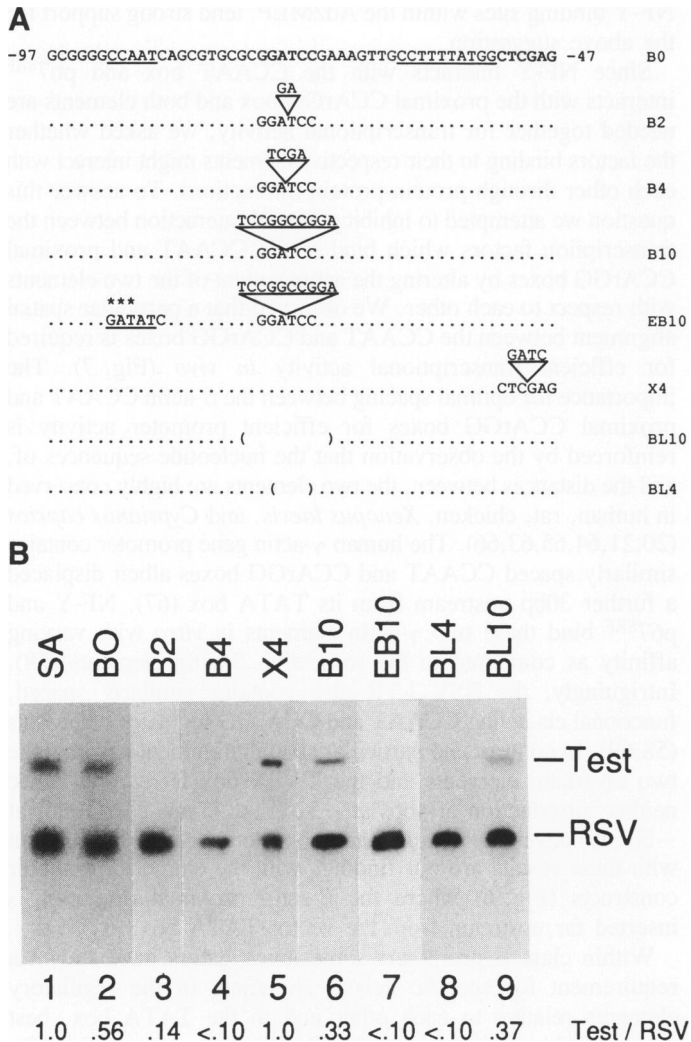 A
-97 -47 B0
GA
GGATCC B2
TCGA
GGATCC B4
TCCGGCCGGA
GGATCC B10
TCCGGCCGGA
***
GATATC GGATCC EB10
GATC
CTCGAG X4
( ) BL10
( ) BL4
B
SA BO B2 B4 X4 B10 EB10 BL4 BL10
Test
RSV
1 2 3 4 5 6 7 8 9
1.0 .56 .14 <.10 1.0 .33 <.10 <.10 .37 Test / RSV